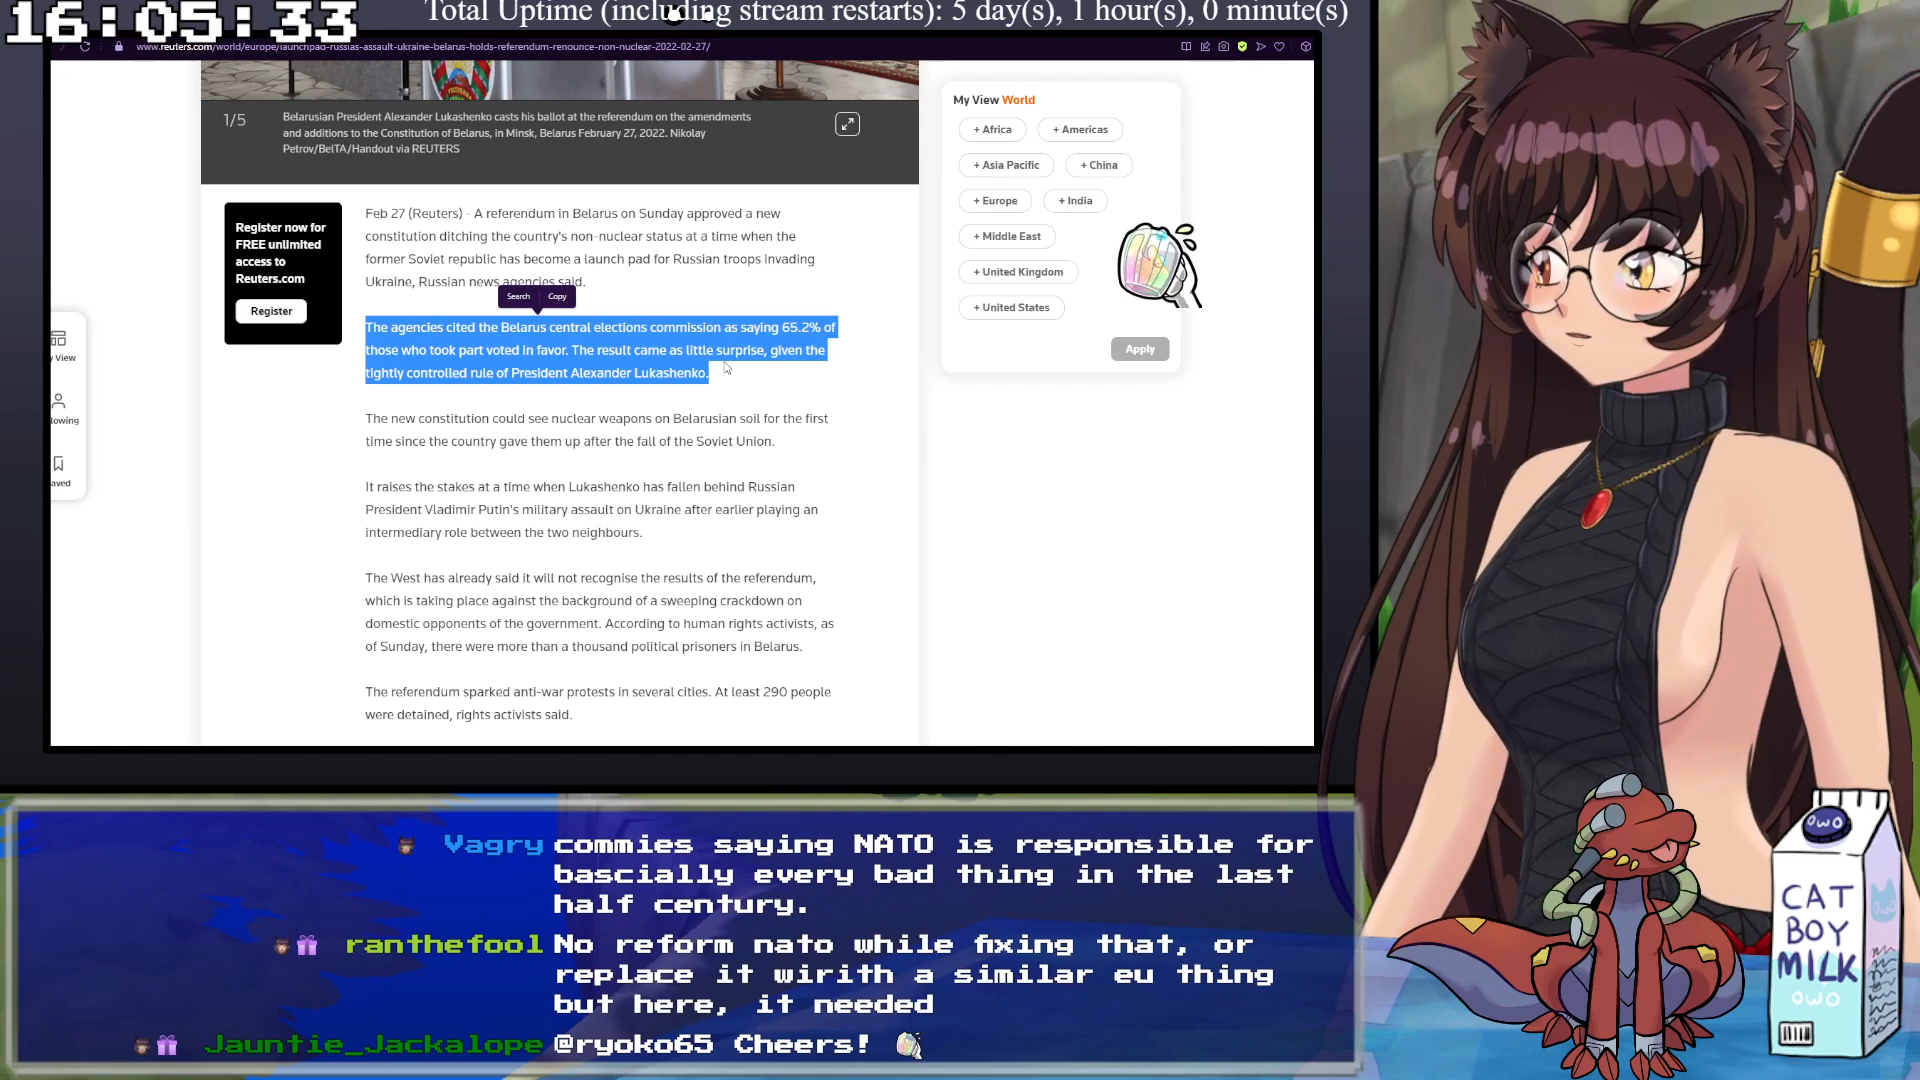 16:05:33
Total Uptime (including stream restarts): 5 day(s), 1 hour(s), 0 minute(s)
www.reuters.com/world/europe/launchpad-russias-assault-ukraine-belarus-holds-referendum-renounce-non-nuclear-2022-02-27/
1/5
Belarusian President Alexander Lukashenko casts his ballot at the referendum on the amendments
and additions to the Constitution of Belarus, in Minsk, Belarus February 27, 2022. Nikolay
Petrov/BelTA/Handout via REUTERS
My View World
+ Africa
+ Americas
+ Asia Pacific
+ China
+ Europe
+ India
+ Middle East
+ United Kingdom
+ United States
Apply
Register now for
FREE unlimited
access to
Reuters.com
Register
y View
lowing
aved
Feb 27 (Reuters) - A referendum in Belarus on Sunday approved a new
constitution ditching the country's non-nuclear status at a time when the
former Soviet republic has become a launch pad for Russian troops invading
Ukraine, Russian news agencies said.
Search Copy
The agencies cited the Belarus central elections commission as saying 65.2% of
those who took part voted in favor. The result came as little surprise, given the
tightly controlled rule of President Alexander Lukashenko.
The new constitution could see nuclear weapons on Belarusian soil for the first
time since the country gave them up after the fall of the Soviet Union.
It raises the stakes at a time when Lukashenko has fallen behind Russian
President Vladimir Putin's military assault on Ukraine after earlier playing an
intermediary role between the two neighbours.
The West has already said it will not recognise the results of the referendum,
which is taking place against the background of a sweeping crackdown on
domestic opponents of the government. According to human rights activists, as
of Sunday, there were more than a thousand political prisoners in Belarus.
The referendum sparked anti-war protests in several cities. At least 290 people
were detained, rights activists said.
Vagry commies saying NATO is responsible for
bascially every bad thing in the last
half century.
ranthefool No reform nato while fixing that, or
replace it wirith a similar eu thing
but here, it needed
Jauntie_Jackalope @ryoko65 Cheers!
OWO
CAT
BOY
MILK
OWO